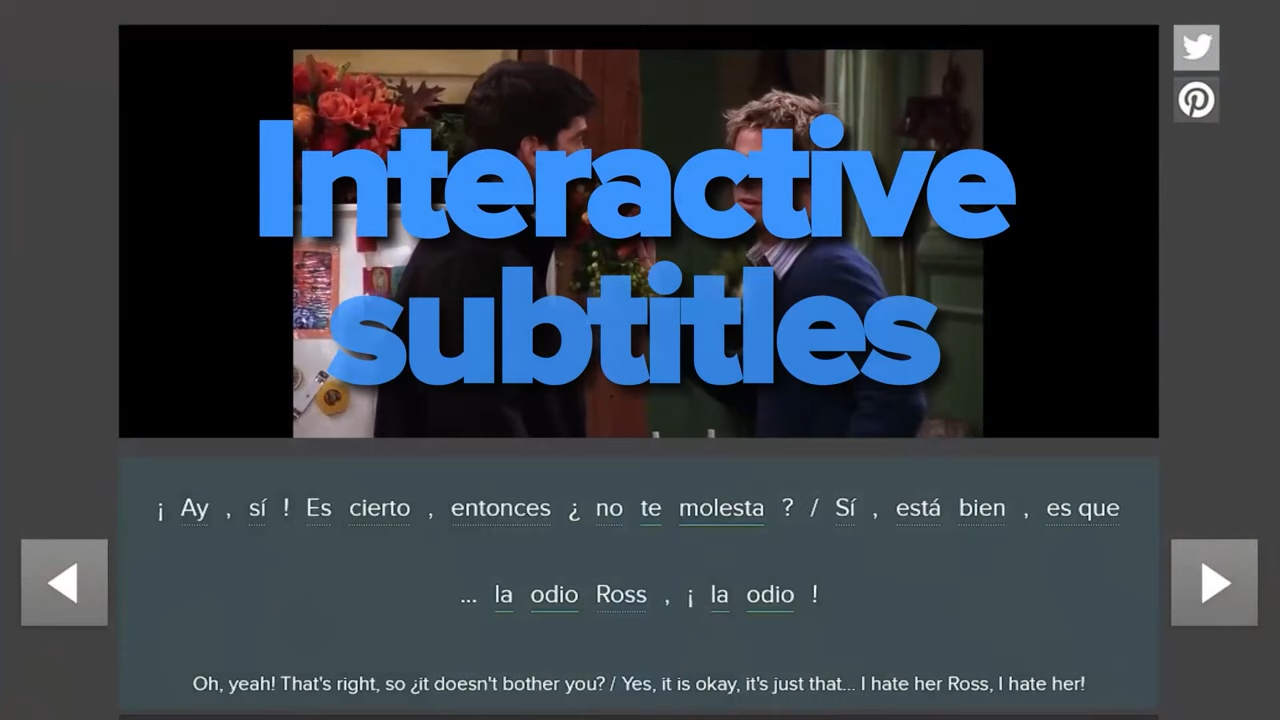 Interactive
subtitles
¡ Ay , sí ! Es cierto , entonces ¿ no te molesta ? / Sí , está bien , es que
... la odio Ross , ¡ la odio !
Oh, yeah! That's right, so ¿it doesn't bother you? / Yes, it is okay, it's just that... I hate her Ross, I hate her!